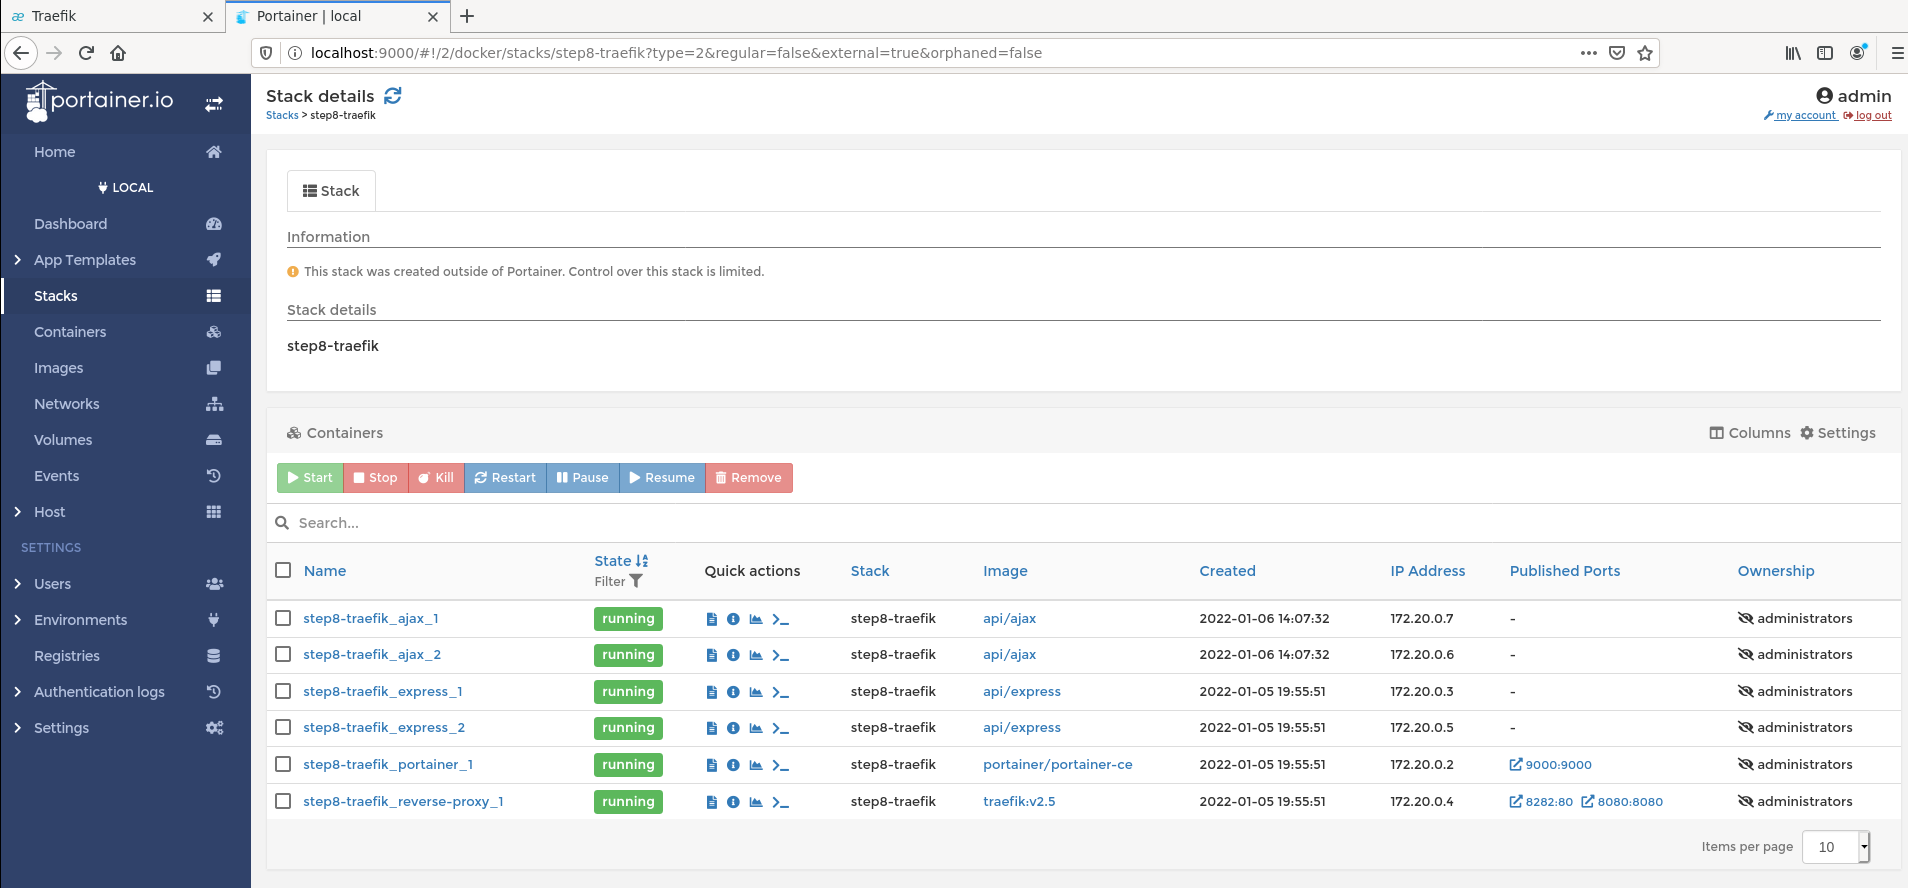 Traefik
Portainer | local
localhost:9000/#!/2/docker/stacks/step8-traefik?type=2&regular=false&external=true&orphaned=false
portainer.io
Home
LOCAL
Dashboard
App Templates
Stacks
Containers
Images
Networks
Volumes
Events
Host
SETTINGS
Users
Environments
Registries
Authentication logs
Settings
Stack details
Stacks > step8-traefik
admin
my account log out
Stack
Information
This stack was created outside of Portainer. Control over this stack is limited.
Stack details
step8-traefik
Containers
Columns Settings
Start Stop Kill Restart Pause Resume Remove
Search...
Name State Filter Quick actions Stack Image Created IP Address Published Ports Ownership
step8-traefik_ajax_1 running step8-traefik api/ajax 2022-01-06 14:07:32 172.20.0.7 - administrators
step8-traefik_ajax_2 running step8-traefik api/ajax 2022-01-06 14:07:32 172.20.0.6 - administrators
step8-traefik_express_1 running step8-traefik api/express 2022-01-05 19:55:51 172.20.0.3 - administrators
step8-traefik_express_2 running step8-traefik api/express 2022-01-05 19:55:51 172.20.0.5 - administrators
step8-traefik_portainer_1 running step8-traefik portainer/portainer-ce 2022-01-05 19:55:51 172.20.0.2 9000:9000 administrators
step8-traefik_reverse-proxy_1 running step8-traefik traefik:v2.5 2022-01-05 19:55:51 172.20.0.4 8282:80 8080:8080 administrators
Items per page 10